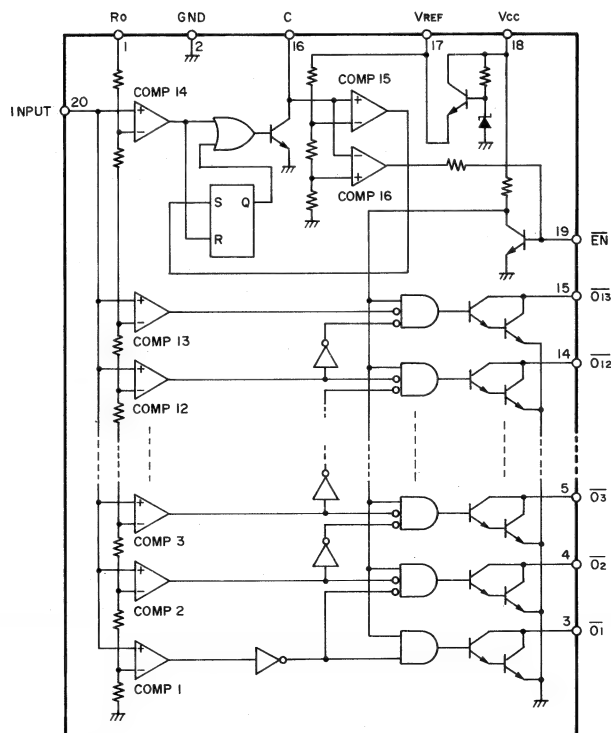 RO GND C VREF VCC
1 2 16 17 18
COMP 14
COMP 15
INPUT 20
S Q
R
COMP 16
19 EN
15 O13
COMP 13
14 O12
COMP 12
5 O3
COMP 3
4 O2
COMP 2
3 O1
COMP 1
+ −
+ −
− +
+ −
+ −
+ −
+ −
+ −